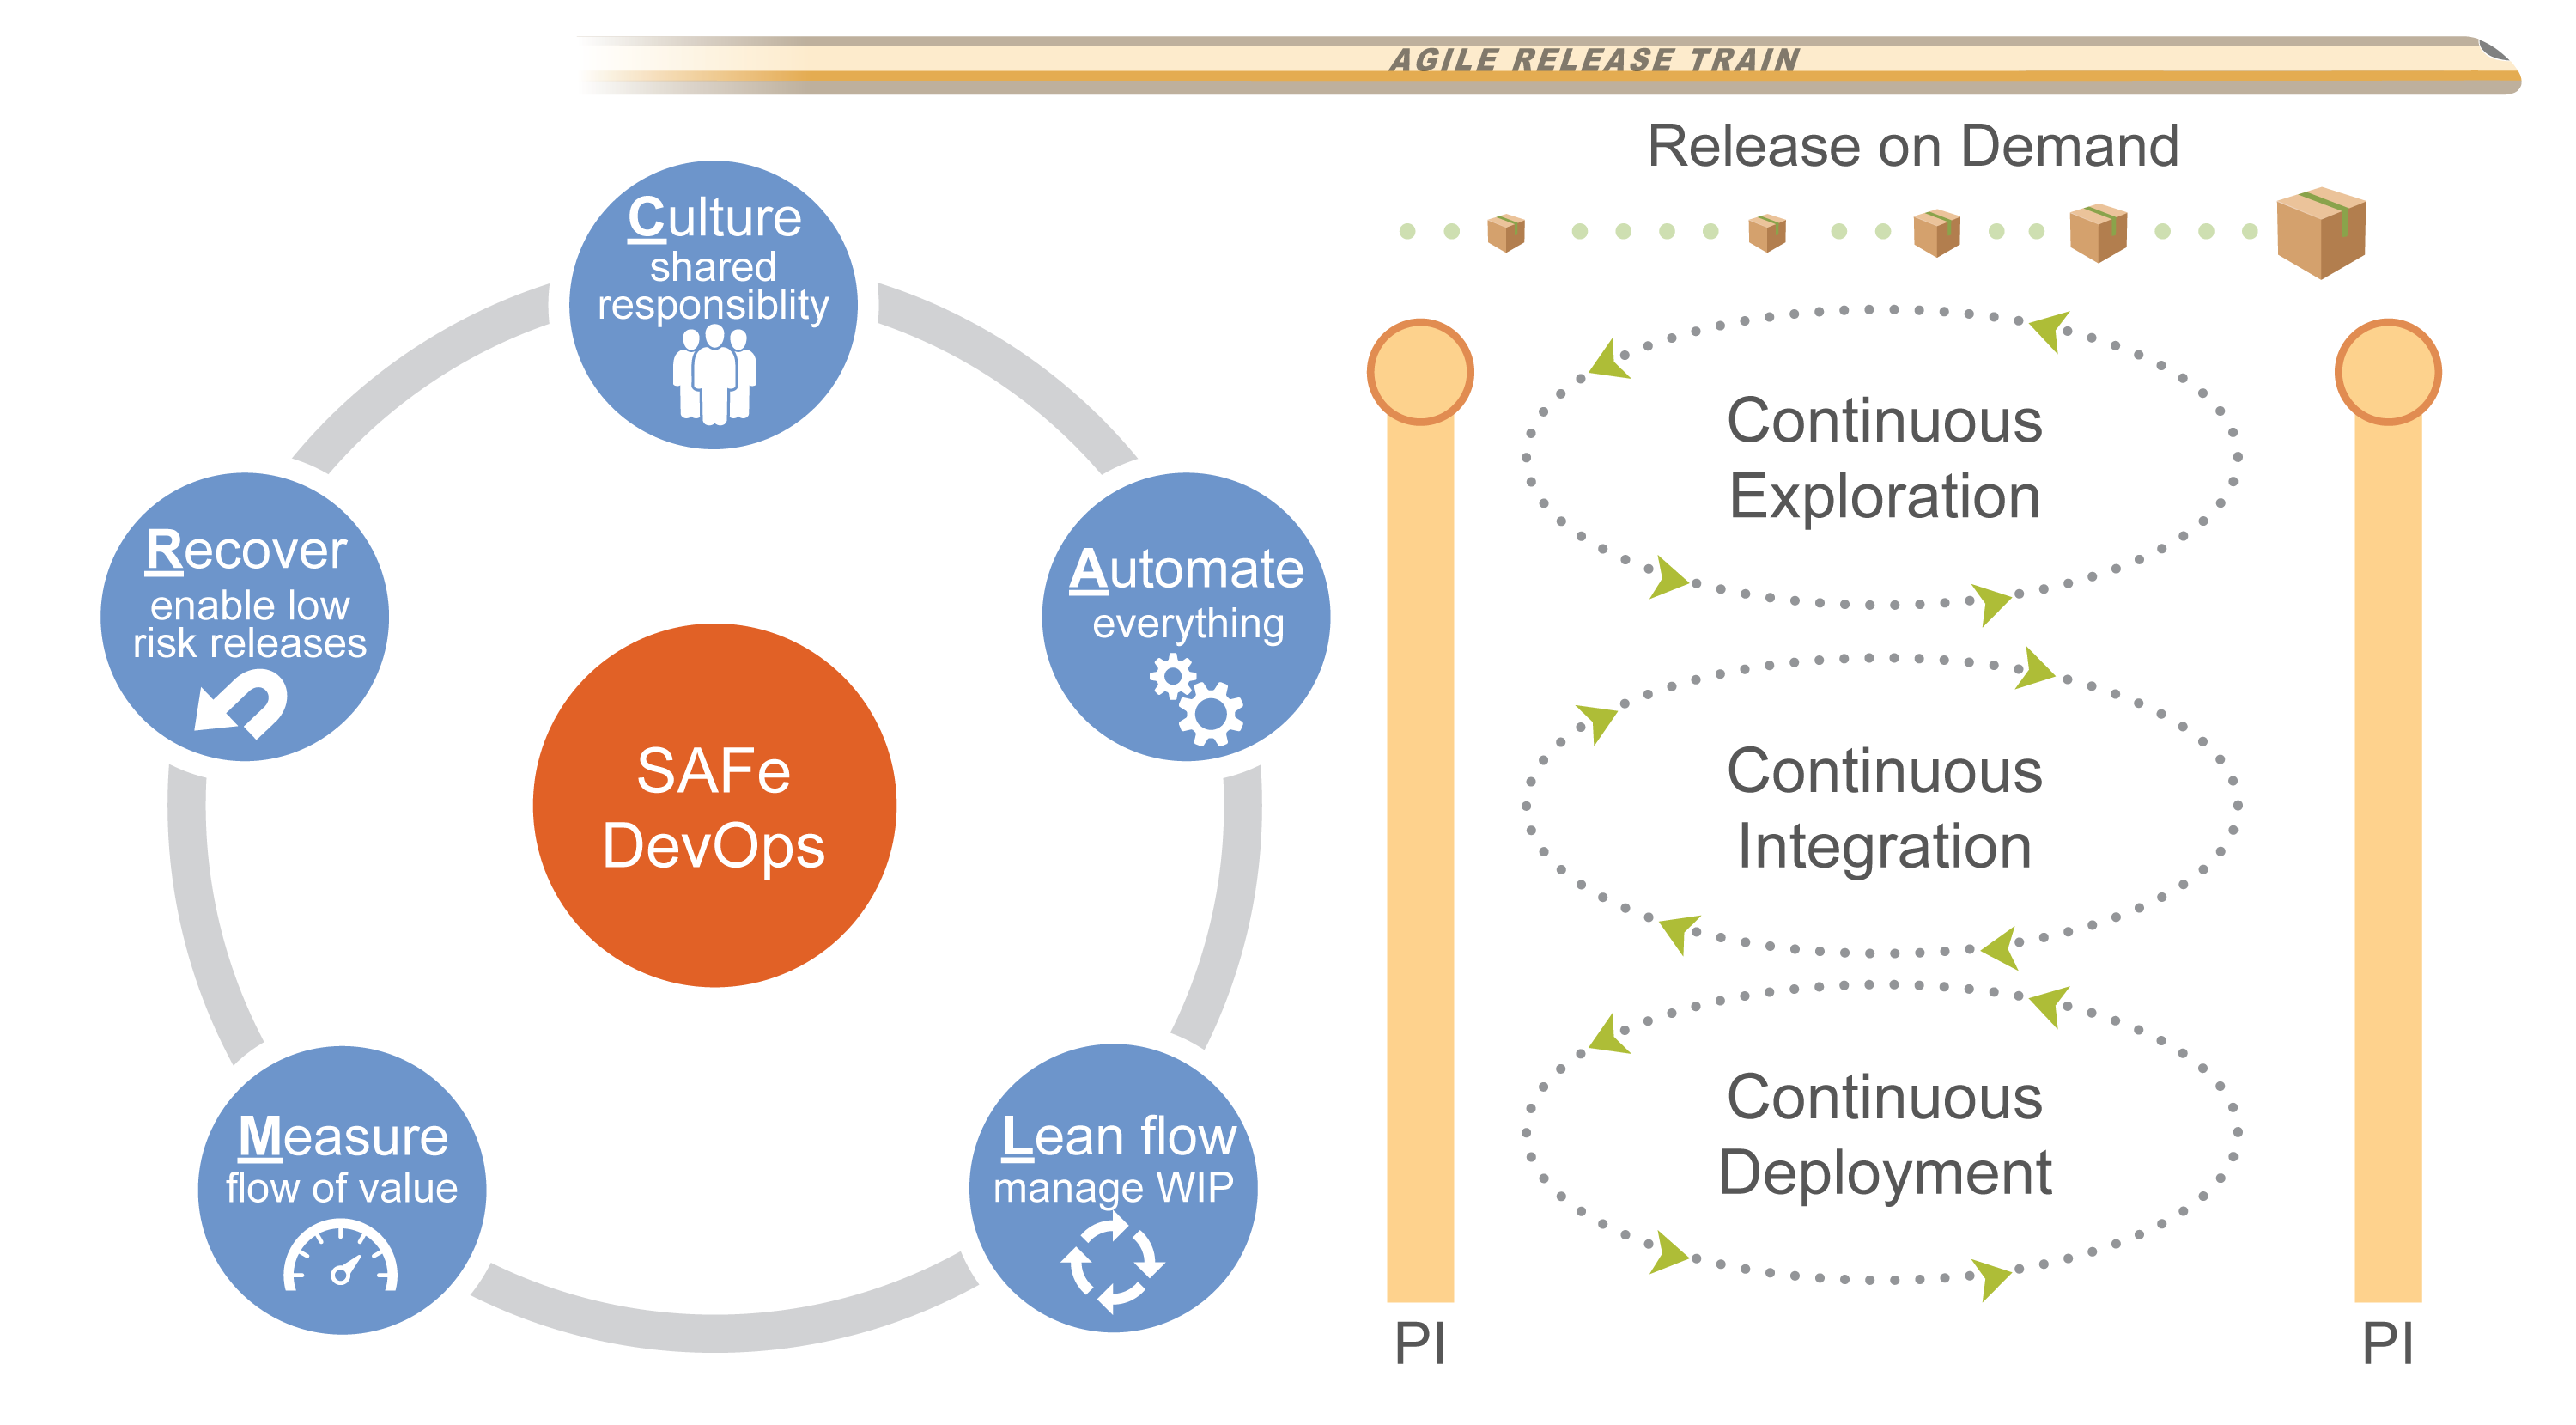 AGILE RELEASE TRAIN
Release on Demand
Culture
shared
responsiblity
Automate
everything
Lean flow
manage WIP
Measure
flow of value
Recover
enable low
risk releases
SAFe
DevOps
Continuous
Exploration
Continuous
Integration
Continuous
Deployment
PI
PI